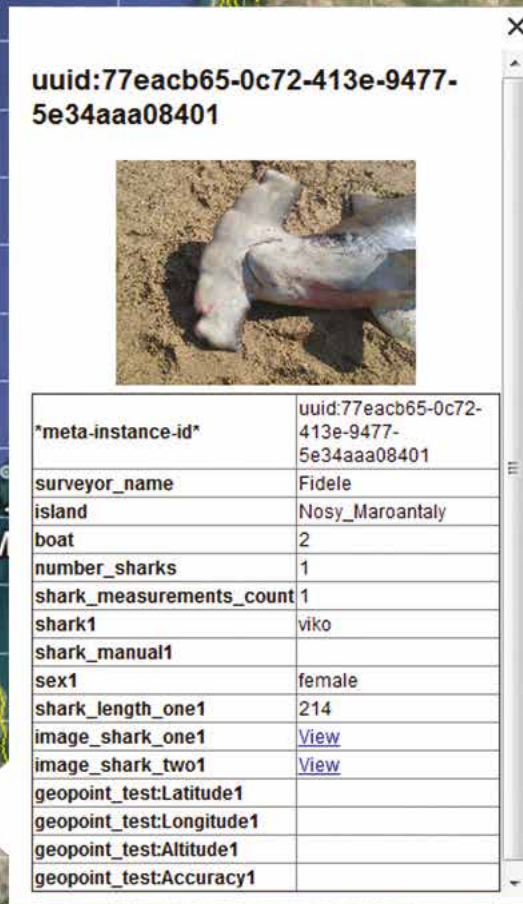 uuid:77eacb65-0c72-413e-9477-
5e34aaa08401
*meta-instance-id* uuid:77eacb65-0c72-
413e-9477-
5e34aaa08401
surveyor_name Fidele
island Nosy_Maroantaly
boat 2
number_sharks 1
shark_measurements_count 1
shark1 viko
shark_manual1
sex1 female
shark_length_one1 214
image_shark_one1 View
image_shark_two1 View
geopoint_test:Latitude1
geopoint_test:Longitude1
geopoint_test:Altitude1
geopoint_test:Accuracy1